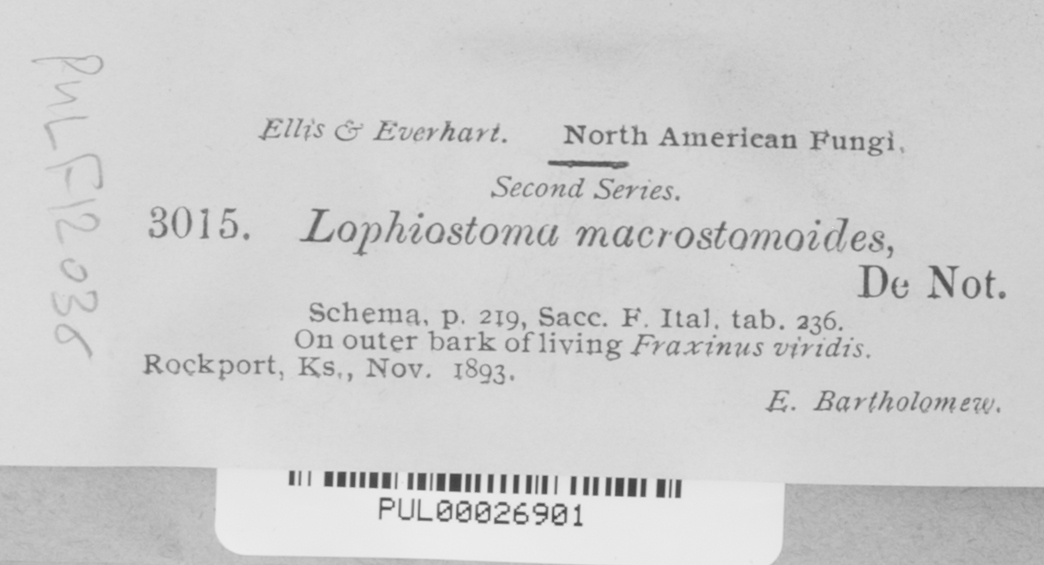 PUL F12036
Ellis & Everhart. North American Fungi.
Second Series.
3015. Lophiostoma macrostomoides,
De Not.
Schema, p. 219, Sacc. F. Ital. tab. 236.
On outer bark of living Fraxinus viridis.
Rockport, Ks., Nov. 1893.
E. Bartholomew.
PUL00026901